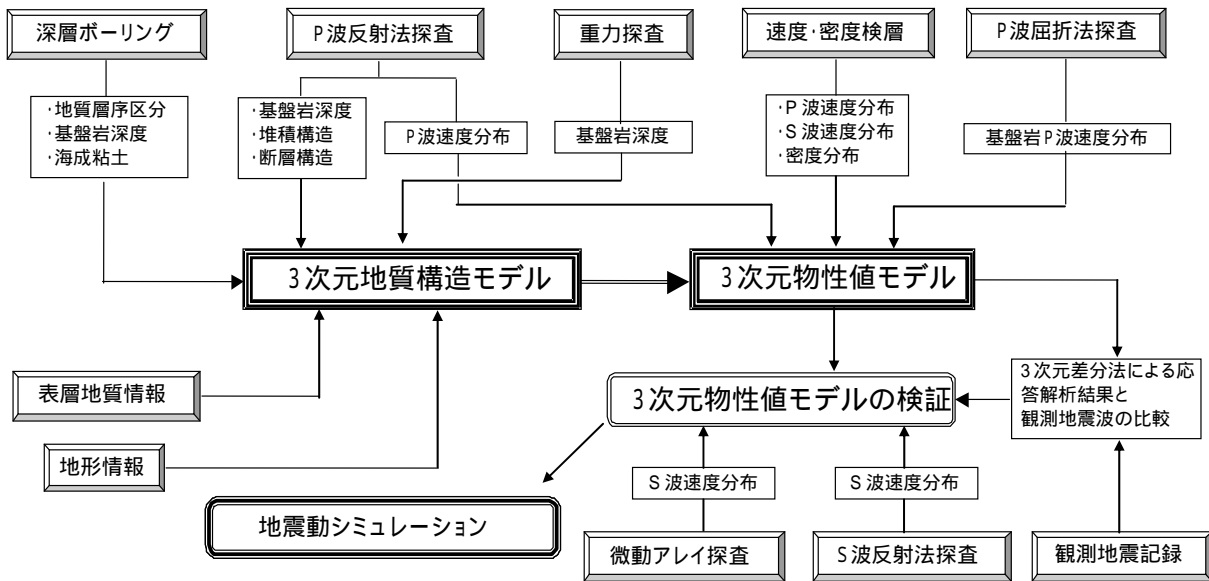 深層ボーリング
P波反射法探査
重力探査
速度・密度検層
P波屈折法探査
・地質層序区分
・基盤岩深度
・海成粘土
・基盤岩深度
・堆積構造
・断層構造
P波速度分布
基盤岩深度
・P波速度分布
・S波速度分布
・密度分布
基盤岩P波速度分布
3次元地質構造モデル
3次元物性値モデル
表層地質情報
3次元物性値モデルの検証
3次元差分法による応
答解析結果と
観測地震波の比較
地形情報
S波速度分布
S波速度分布
地震動シミュレーション
微動アレイ探査
S波反射法探査
観測地震記録